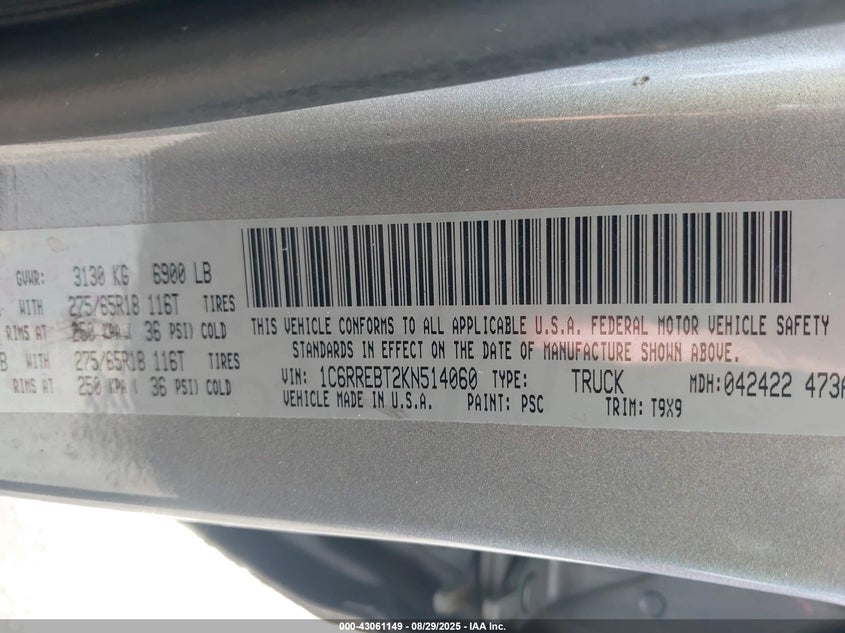 GVWR: 3130 KG 6900 LB
WITH 275/65R18 116T TIRES
RIMS AT 250 KPA ( 36 PSI) COLD
B WITH 275/65R18 116T TIRES
RIMS AT 250 KPA ( 36 PSI) COLD
THIS VEHICLE CONFORMS TO ALL APPLICABLE U.S.A. FEDERAL MOTOR VEHICLE SAFETY
STANDARDS IN EFFECT ON THE DATE OF MANUFACTURE SHOWN ABOVE.
VIN: 1C6RREBT2KN514060 TYPE: TRUCK MDH: 042422 473A
VEHICLE MADE IN U.S.A. PAINT: PSC TRIM: T9X9
000-43061149 - 08/29/2025 - IAA Inc.